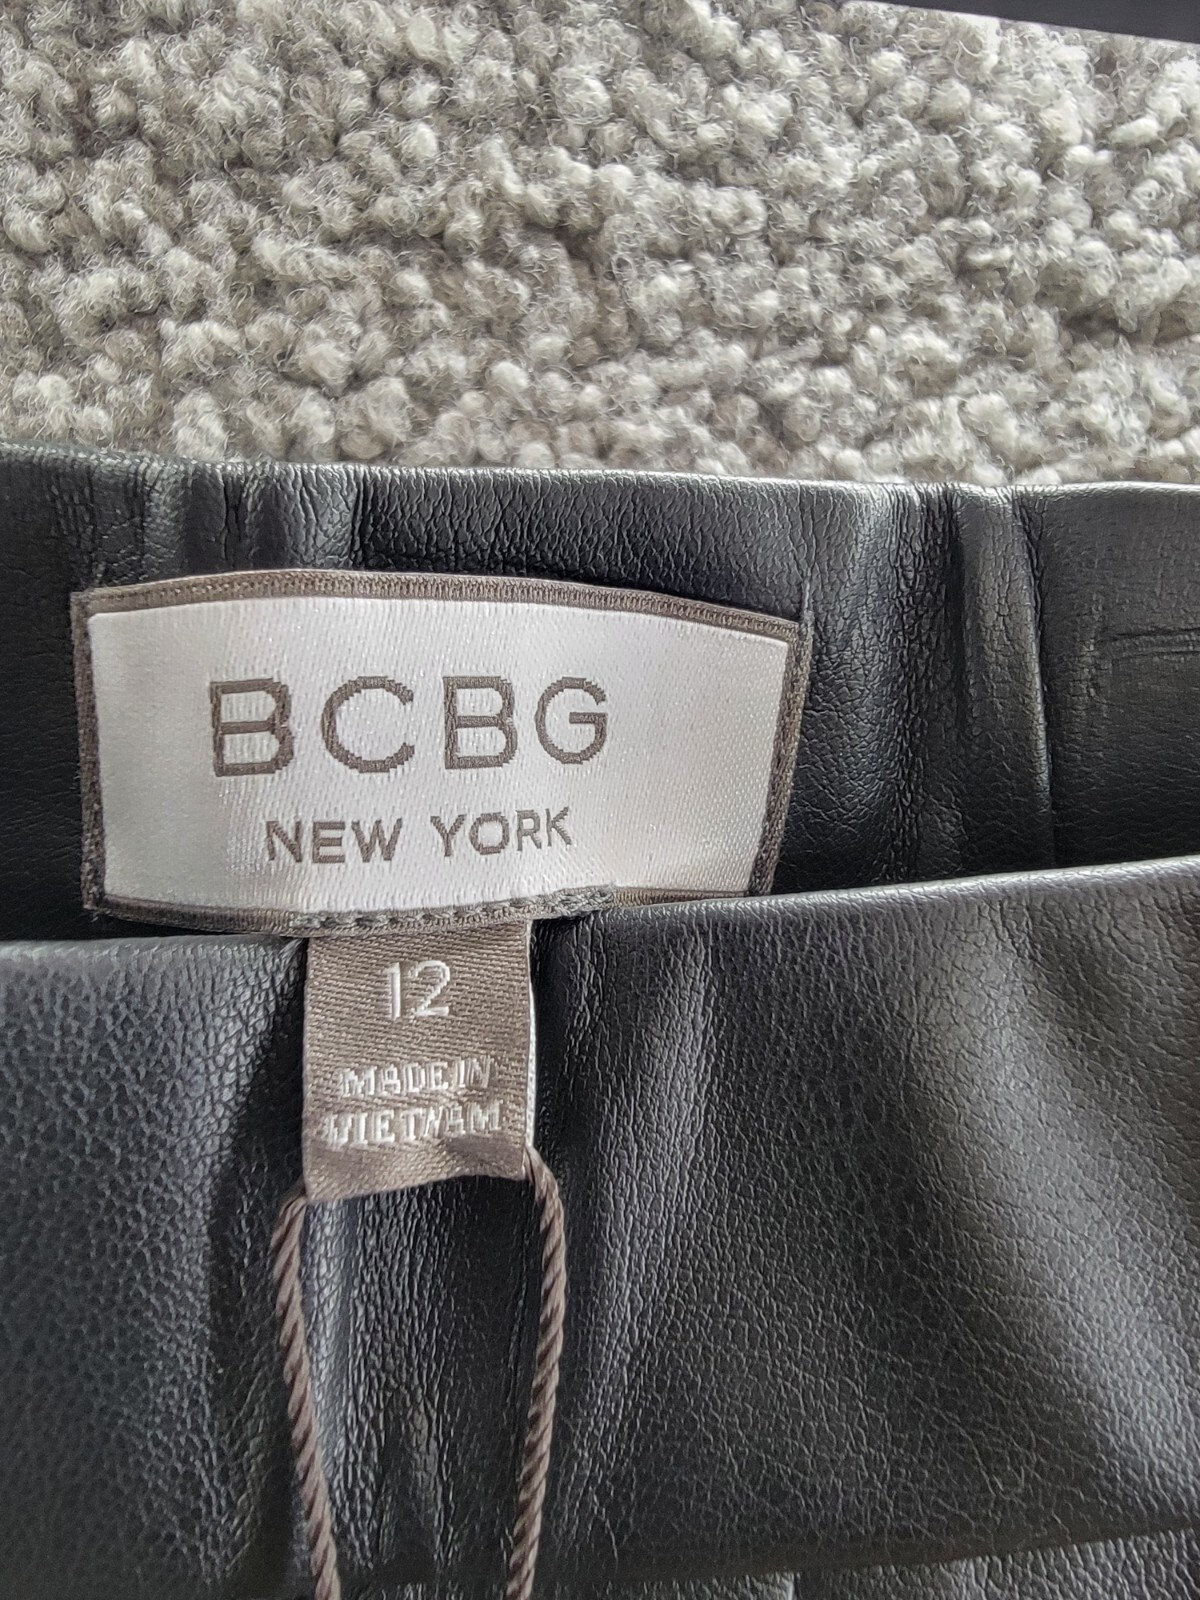 BCBG
NEW YORK
12
MADE IN
VIETNAM